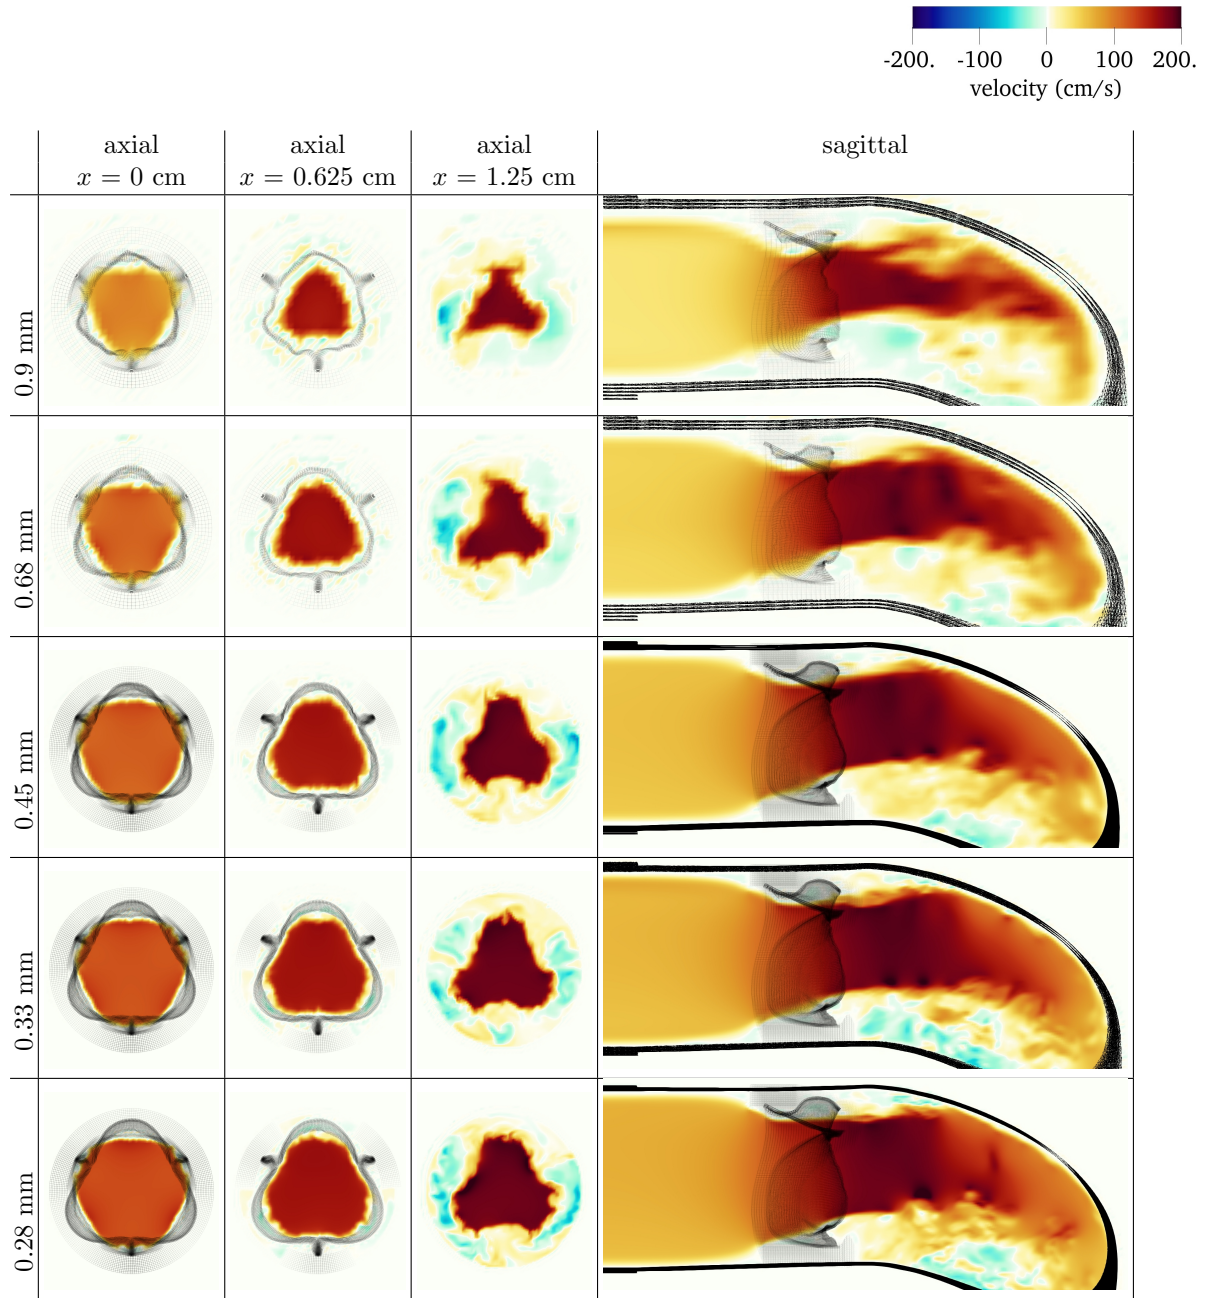 -200. -100 0 100 200.
velocity (cm/s)
axial axial axial sagittal
x = 0 cm x = 0.625 cm x = 1.25 cm
0.9 mm
0.68 mm
0.45 mm
0.33 mm
0.28 mm